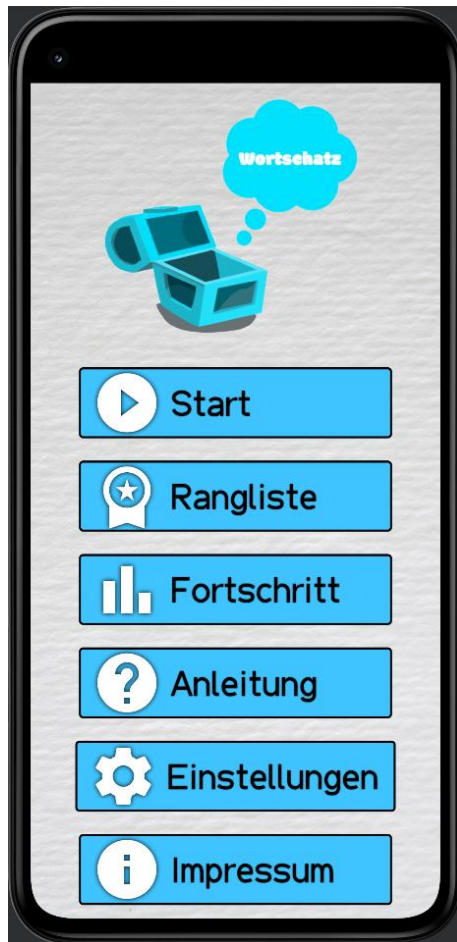 Wortschatz
Start
Rangliste
Fortschritt
Anleitung
Einstellungen
Impressum